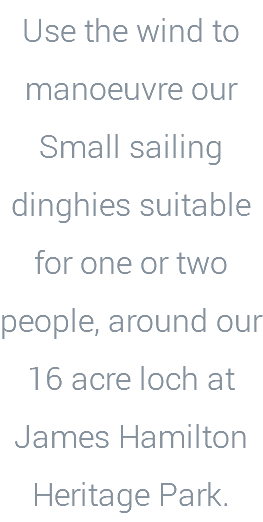 Use the wind to
manoeuvre our
Small sailing
dinghies suitable
for one or two
people, around our
16 acre loch at
James Hamilton
Heritage Park.